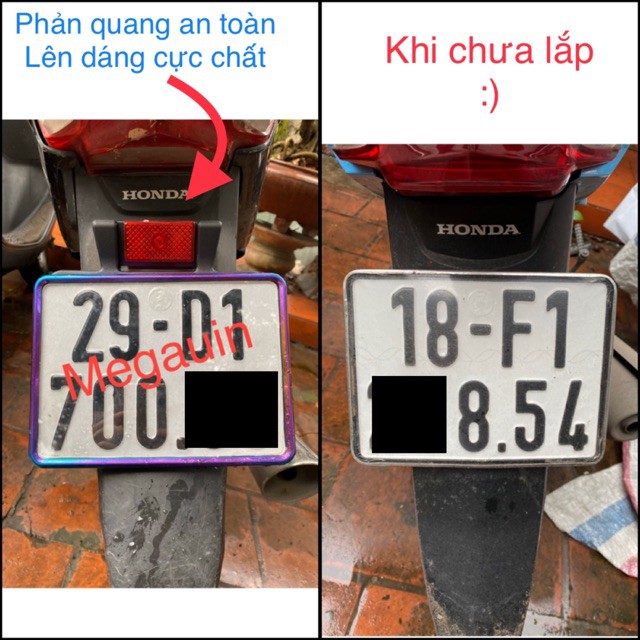 Phản quang an toàn
Lên dáng cực chất
Khi chưa lắp
:)
HONDA
HONDA
29-D1
700.
Megauin
18-F1
8.54